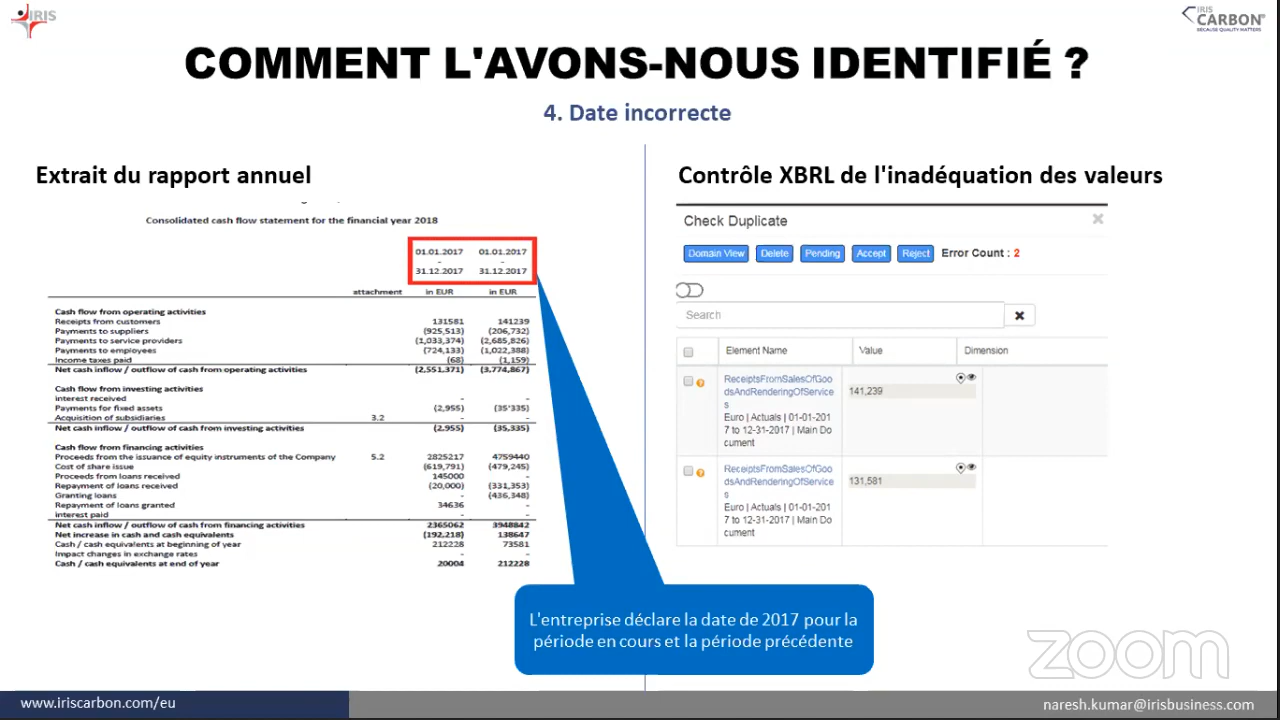 IRIS
IRIS
CARBON®
BECAUSE QUALITY MATTERS
COMMENT L'AVONS-NOUS IDENTIFIÉ ?
4. Date incorrecte
Extrait du rapport annuel
Consolidated cash flow statement for the financial year 2018
01.01.2017 01.01.2017
- -
31.12.2017 31.12.2017
attachment in EUR in EUR
Cash flow from operating activities
Receipts from customers 131581 141239
Payments to suppliers (925,513) (206,732)
Payments to service providers (1,033,374) (2,685,826)
Payments to employees (724,133) (1,022,388)
Income taxes paid (68) (1,159)
Net cash inflow / outflow of cash from operating activities (2,551,371) (3,774,867)
Cash flow from investing activities
Interest received - -
Payments for fixed assets (2,955) (35'335)
Acquisition of subsidiaries 3.2 - -
Net cash inflow / outflow of cash from investing activities (2,955) (35,335)
Cash flow from financing activities
Proceeds from the issuance of equity instruments of the Company 5.2 2825217 4759440
Cost of share issue (619,791) (479,245)
Proceeds from loans received 145000 -
Repayment of loans received (20,000) (331,353)
Granting loans - (436,348)
Repayment of loans granted 34636 -
Interest paid - -
Net cash inflow / outflow of cash from financing activities 2365062 3948842
Net increase in cash and cash equivalents (192,218) 138647
Cash / cash equivalents at beginning of year 212228 73581
Impact changes in exchange rates - -
Cash / cash equivalents at end of year 20004 212228
Contrôle XBRL de l'inadéquation des valeurs
Check Duplicate ×
Domain View Delete Pending Accept Reject Error Count : 2
Search
Element Name Value Dimension
ReceiptsFromSalesOfGoo
dsAndRenderingOfService
s
Euro | Actuals | 01-01-201
7 to 12-31-2017 | Main Do
cument
141,239
ReceiptsFromSalesOfGoo
dsAndRenderingOfService
s
Euro | Actuals | 01-01-201
7 to 12-31-2017 | Main Do
cument
131,581
L'entreprise déclare la date de 2017 pour la
période en cours et la période précédente
zoom
www.iriscarbon.com/eu
naresh.kumar@irisbusiness.com